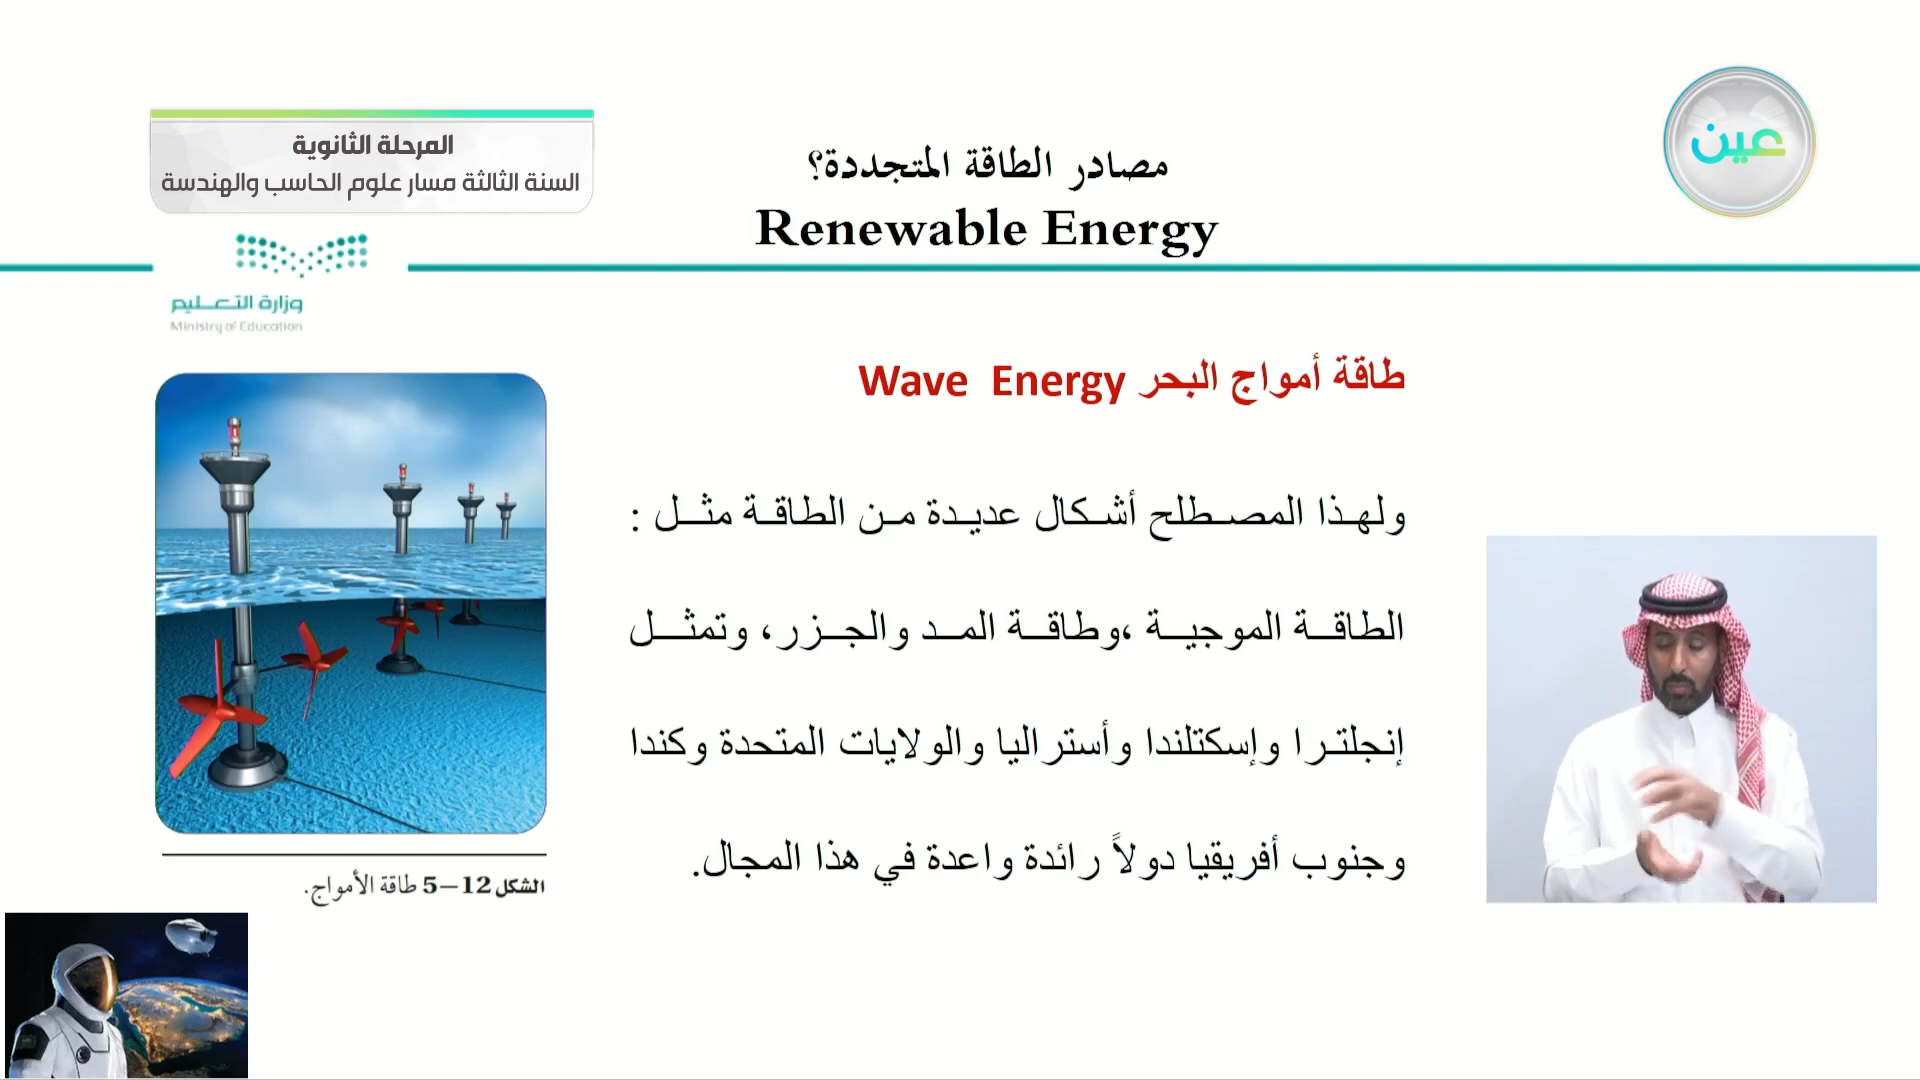 المرحلة الثانوية
السنة الثالثة مسار علوم الحاسب والهندسة
عين
مصادر الطاقة المتجددة؟
Renewable Energy
وزارة التعليم
Ministry of Education
طاقة أمواج البحر Wave Energy
ولهذا المصطلح أشكال عديدة من الطاقة مثل :
الطاقة الموجية ،وطاقة المد والجزر، وتمثل
إنجلترا وإسكتلندا وأستراليا والولايات المتحدة وكندا
وجنوب أفريقيا دولاً رائدة واعدة في هذا المجال.
الشكل 12–5 طاقة الأمواج.